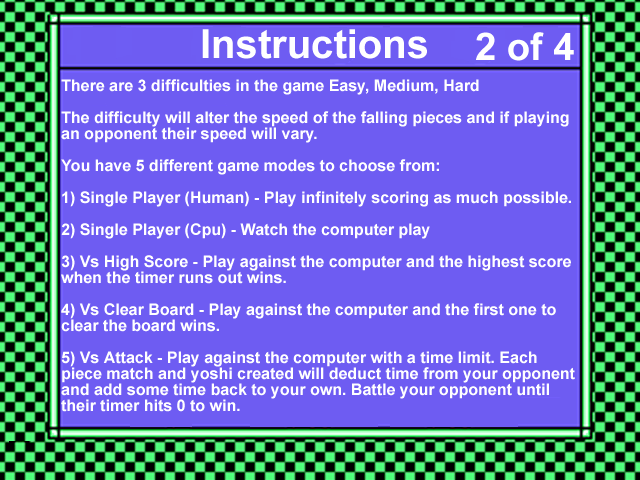 Instructions 2 of 4
There are 3 difficulties in the game Easy, Medium, Hard
The difficulty will alter the speed of the falling pieces and if playing
an opponent their speed will vary.
You have 5 different game modes to choose from:
1) Single Player (Human) - Play infinitely scoring as much possible.
2) Single Player (Cpu) - Watch the computer play
3) Vs High Score - Play against the computer and the highest score
when the timer runs out wins.
4) Vs Clear Board - Play against the computer and the first one to
clear the board wins.
5) Vs Attack - Play against the computer with a time limit. Each
piece match and yoshi created will deduct time from your opponent
and add some time back to your own. Battle your opponent until
their timer hits 0 to win.